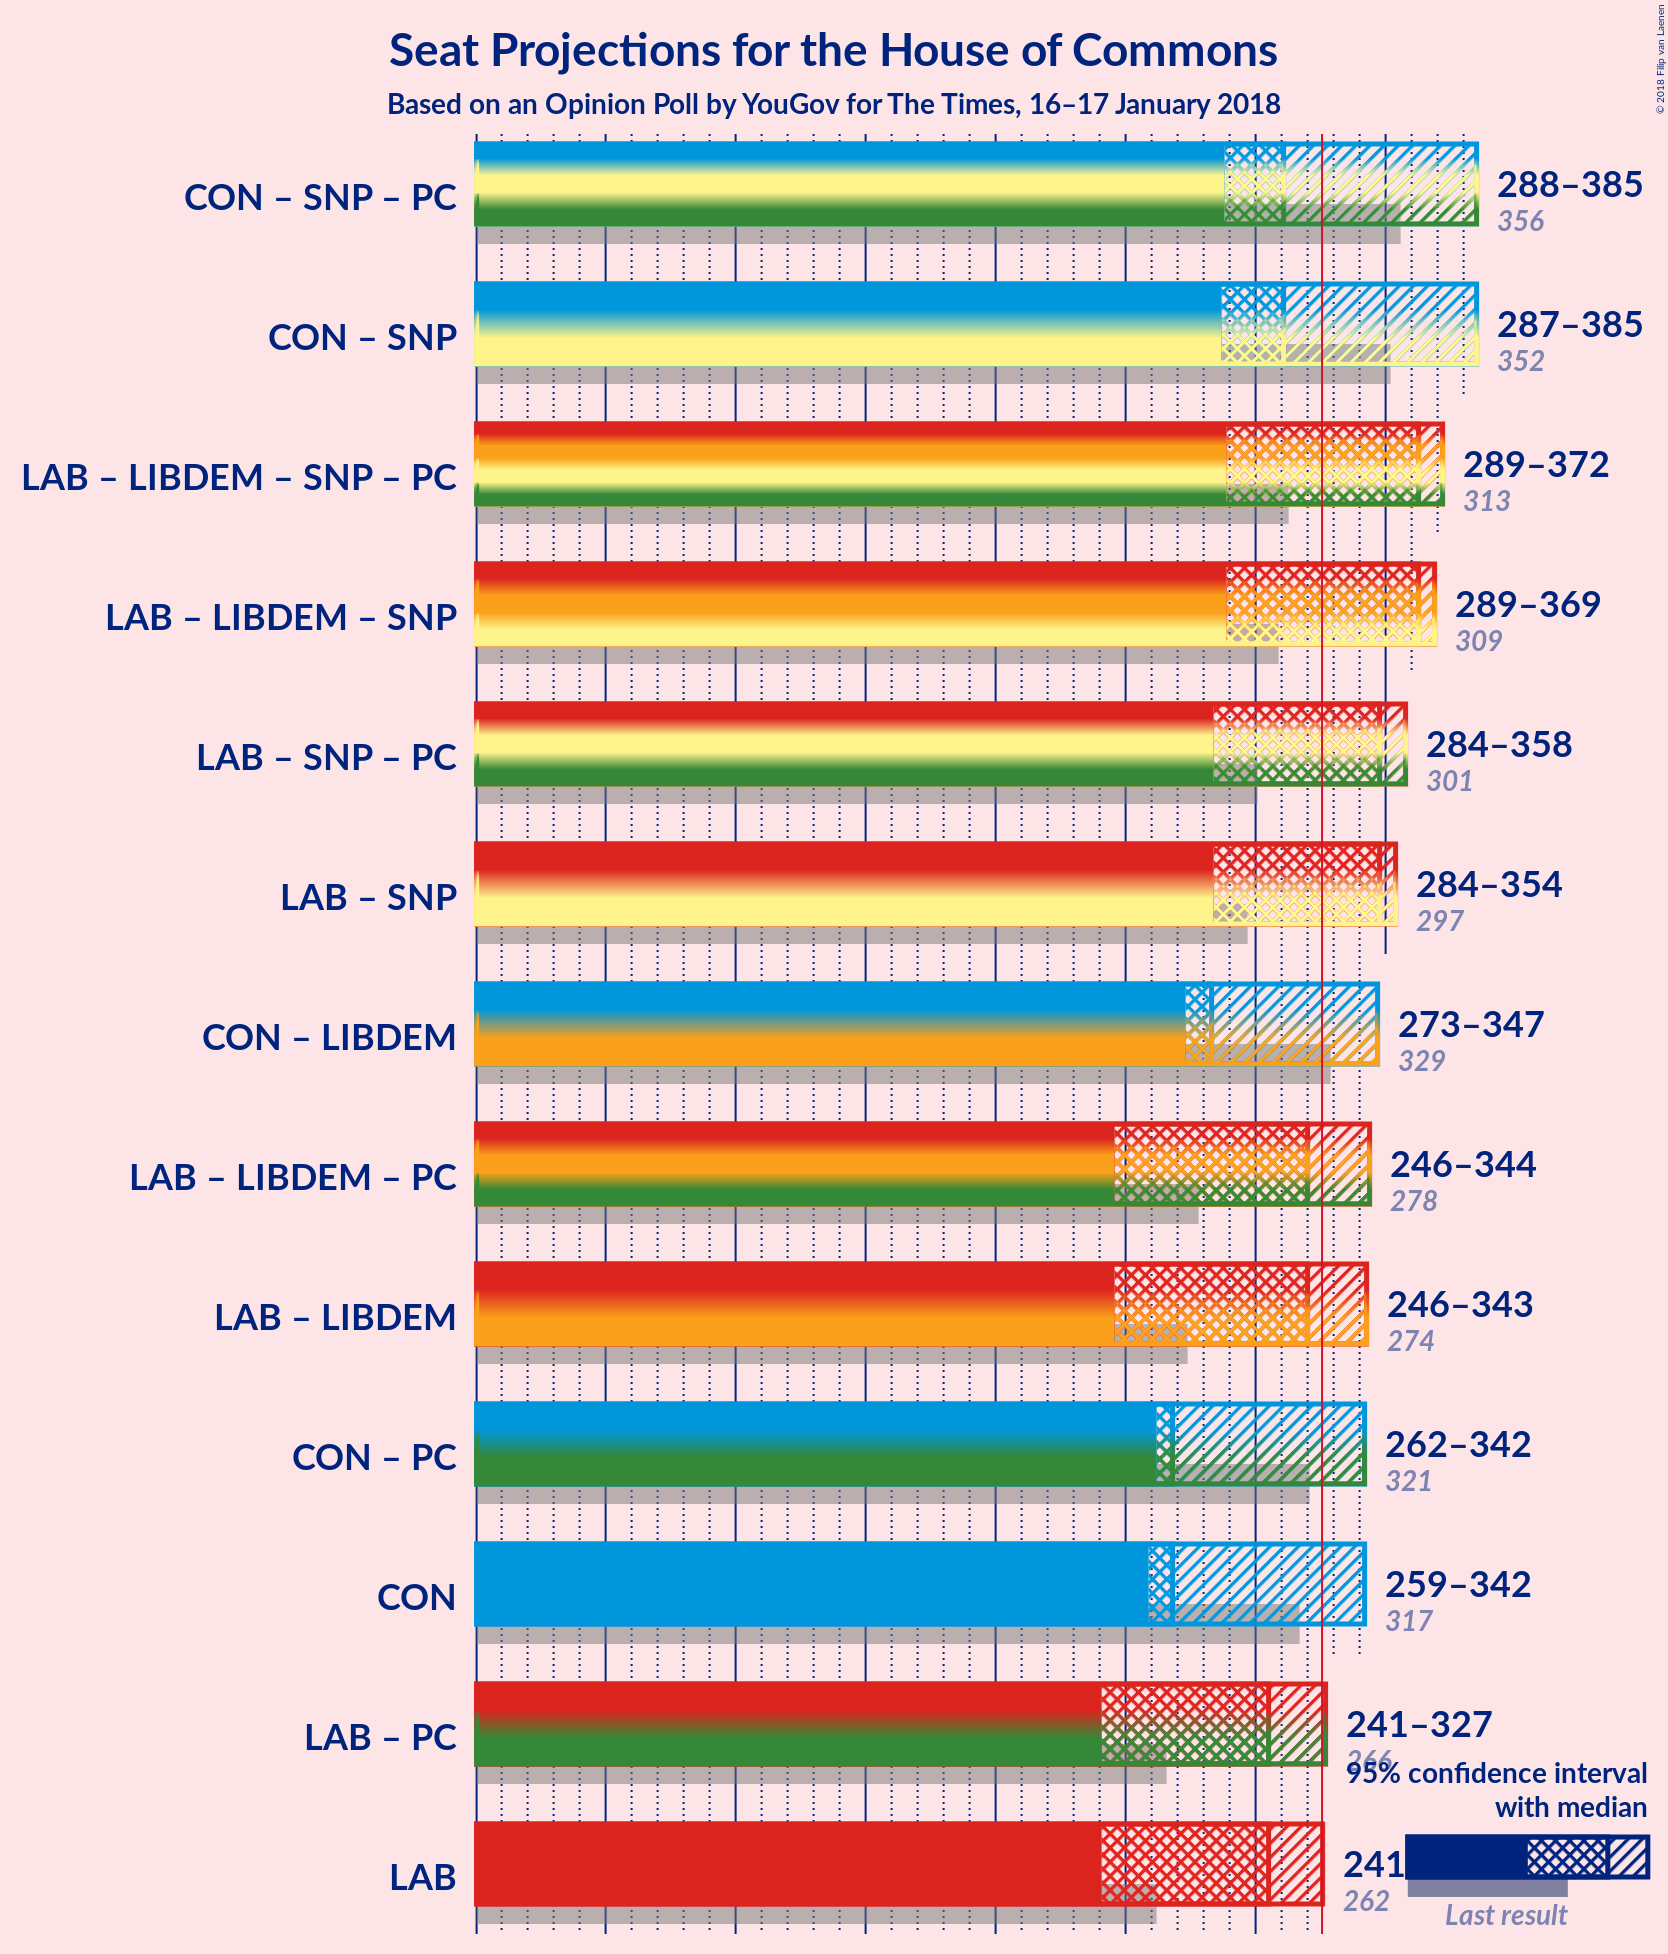 Seat Projections for the House of Commons
Based on an Opinion Poll by YouGov for The Times, 16–17 January 2018
© 2018 Filip van Laenen
CON – SNP – PC
288–385
356
CON – SNP
287–385
352
LAB – LIBDEM – SNP – PC
289–372
313
LAB – LIBDEM – SNP
289–369
309
LAB – SNP – PC
284–358
301
LAB – SNP
284–354
297
CON – LIBDEM
273–347
329
LAB – LIBDEM – PC
246–344
278
LAB – LIBDEM
246–343
274
CON – PC
262–342
321
CON
259–342
317
LAB – PC
241–327
266
95% confidence interval
with median
LAB
241
262
Last result